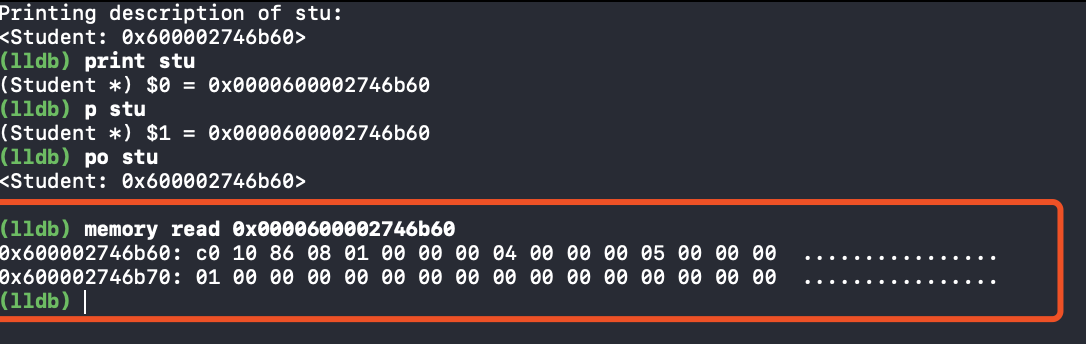 Printing description of stu:
<Student: 0x600002746b60>
(lldb) print stu
(Student *) $0 = 0x0000600002746b60
(lldb) p stu
(Student *) $1 = 0x0000600002746b60
(lldb) po stu
<Student: 0x600002746b60>
(lldb) memory read 0x0000600002746b60
0x600002746b60: c0 10 86 08 01 00 00 00 04 00 00 00 05 00 00 00  ................
0x600002746b70: 01 00 00 00 00 00 00 00 00 00 00 00 00 00 00 00  ................
(lldb)